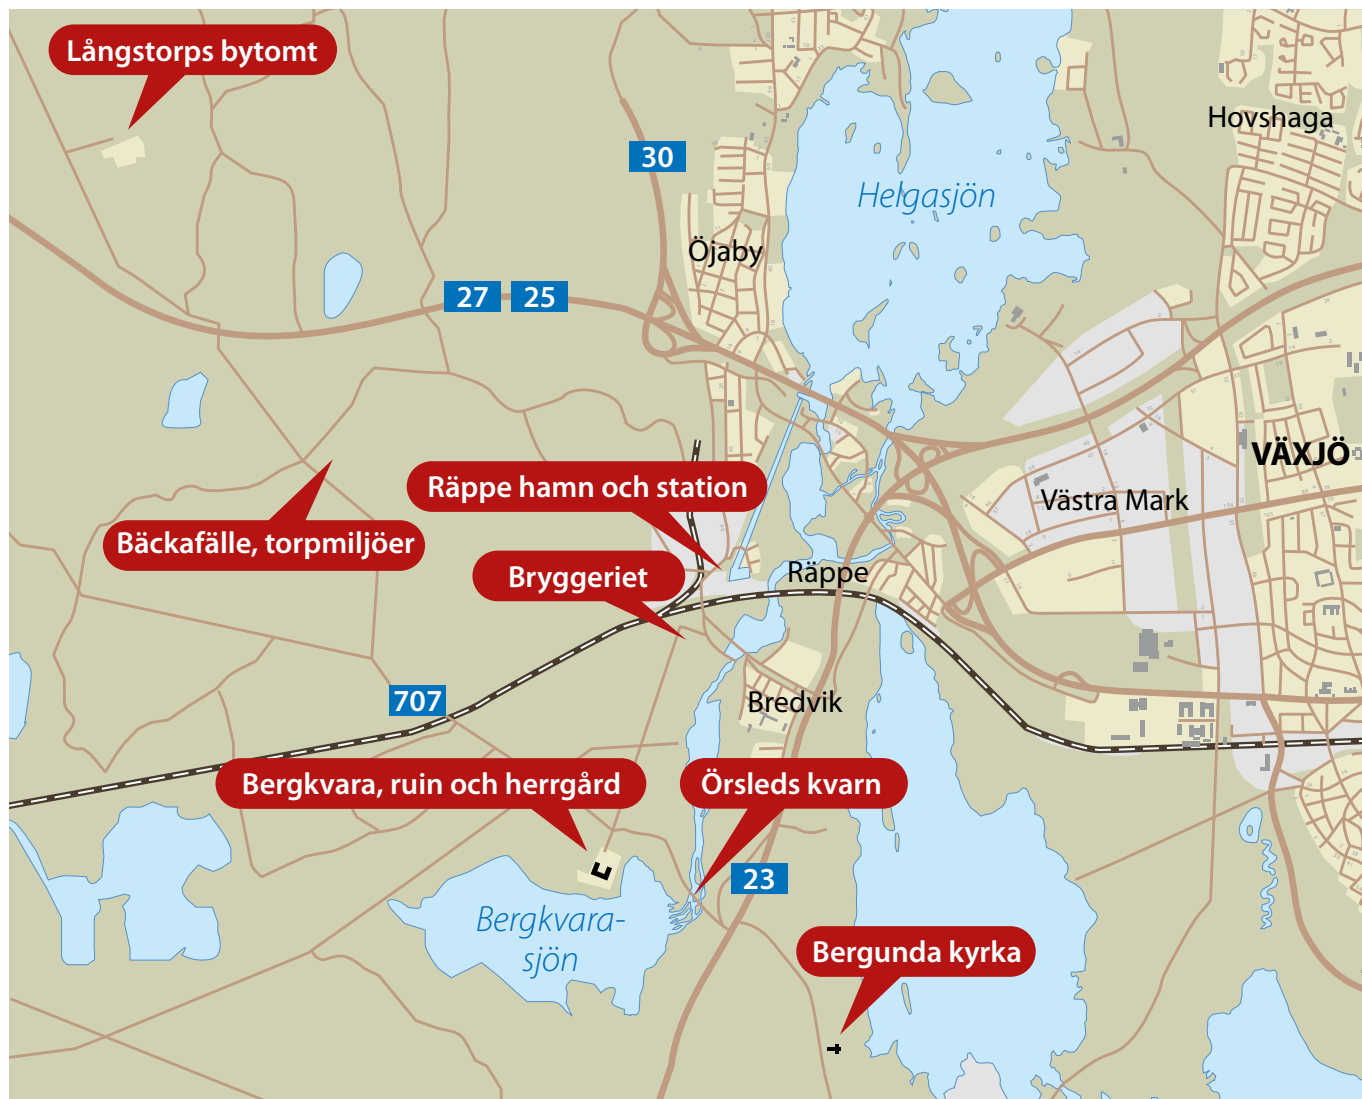 Långstorps bytomt
Hovshaga
30
Helgasjön
Öjaby
27
25
VÄXJÖ
Räppe hamn och station
Västra Mark
Bäckafälle, torpmiljöer
Bryggeriet
Räppe
707
Bredvik
Bergkvara, ruin och herrgård
Örsleds kvarn
23
Bergkvara-
sjön
Bergunda kyrka